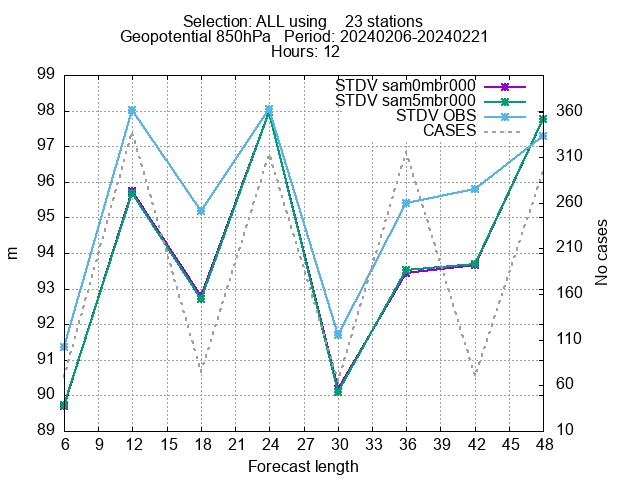 Selection: ALL using    23 stations
Geopotential 850hPa   Period: 20240206-20240221
Hours: 12
99
98
97
96
95
94
93
92
91
90
89
m
STDV sam0mbr000
STDV sam5mbr000
STDV OBS
CASES
360
310
260
210
160
110
60
10
No cases
6 9 12 15 18 21 24 27 30 33 36 39 42 45 48
Forecast length